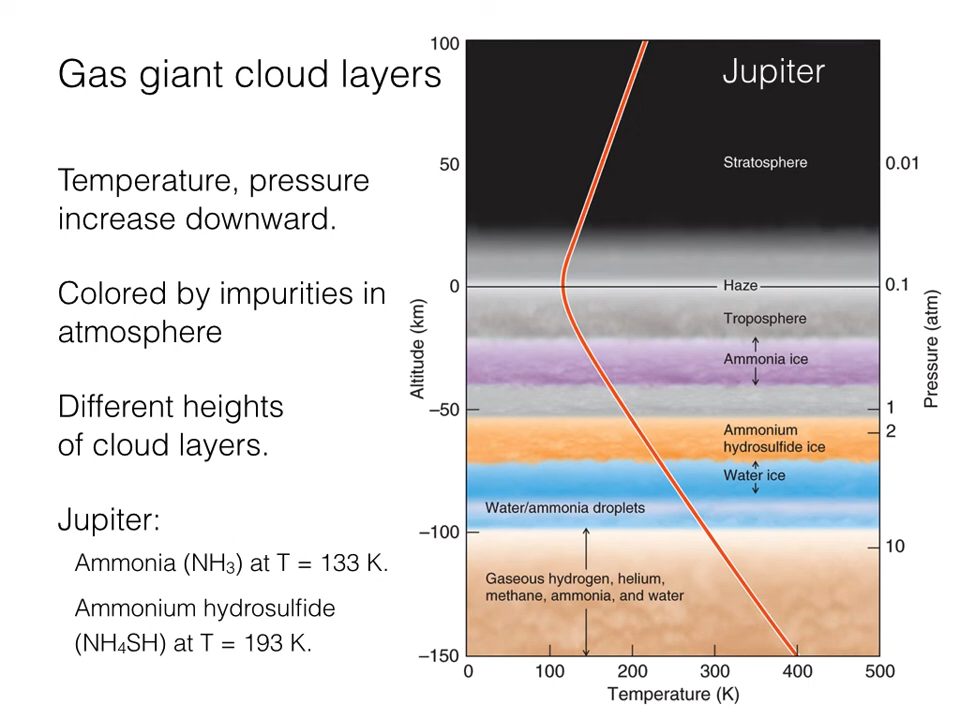 Gas giant cloud layers
Temperature, pressure
increase downward.
Colored by impurities in
atmosphere
Different heights
of cloud layers.
Jupiter:
Ammonia (NH₃) at T = 133 K.
Ammonium hydrosulfide
(NH₄SH) at T = 193 K.
Jupiter
Altitude (km)
100
50
0
–50
–100
–150
Stratosphere
Haze
Troposphere
Ammonia ice
Ammonium
hydrosulfide ice
Water ice
Water/ammonia droplets
Gaseous hydrogen, helium,
methane, ammonia, and water
0.01
0.1
1
2
10
Pressure (atm)
0 100 200 300 400 500
Temperature (K)